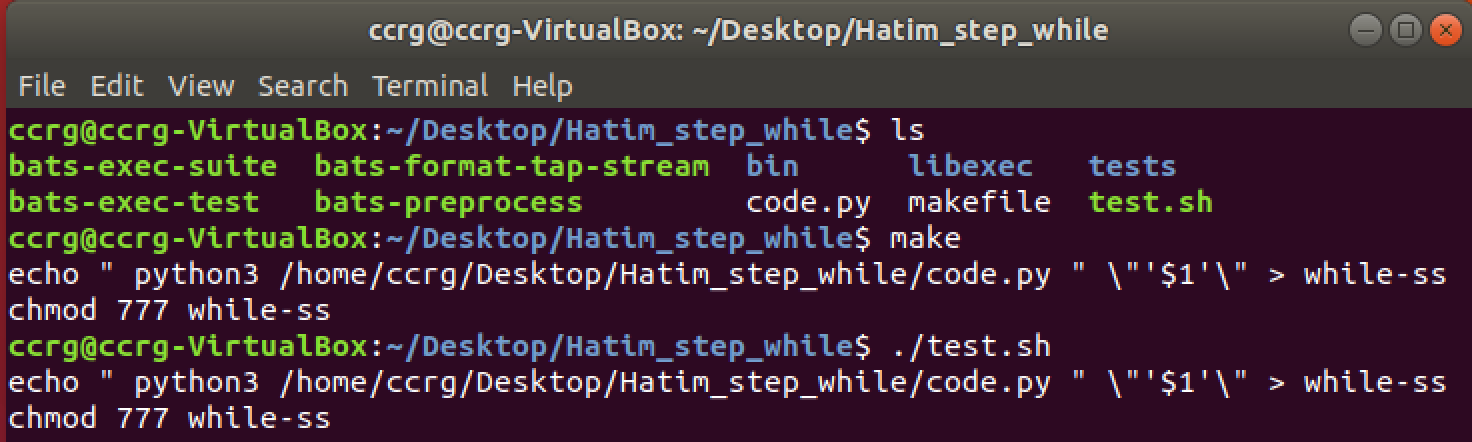 ccrg@ccrg-VirtualBox: ~/Desktop/Hatim_step_while
File Edit View Search Terminal Help
ccrg@ccrg-VirtualBox:~/Desktop/Hatim_step_while$ ls
bats-exec-suite bats-format-tap-stream bin libexec tests
bats-exec-test bats-preprocess code.py makefile test.sh
ccrg@ccrg-VirtualBox:~/Desktop/Hatim_step_while$ make
echo " python3 /home/ccrg/Desktop/Hatim_step_while/code.py " \"'$1'\" > while-ss
chmod 777 while-ss
ccrg@ccrg-VirtualBox:~/Desktop/Hatim_step_while$ ./test.sh
echo " python3 /home/ccrg/Desktop/Hatim_step_while/code.py " \"'$1'\" > while-ss
chmod 777 while-ss